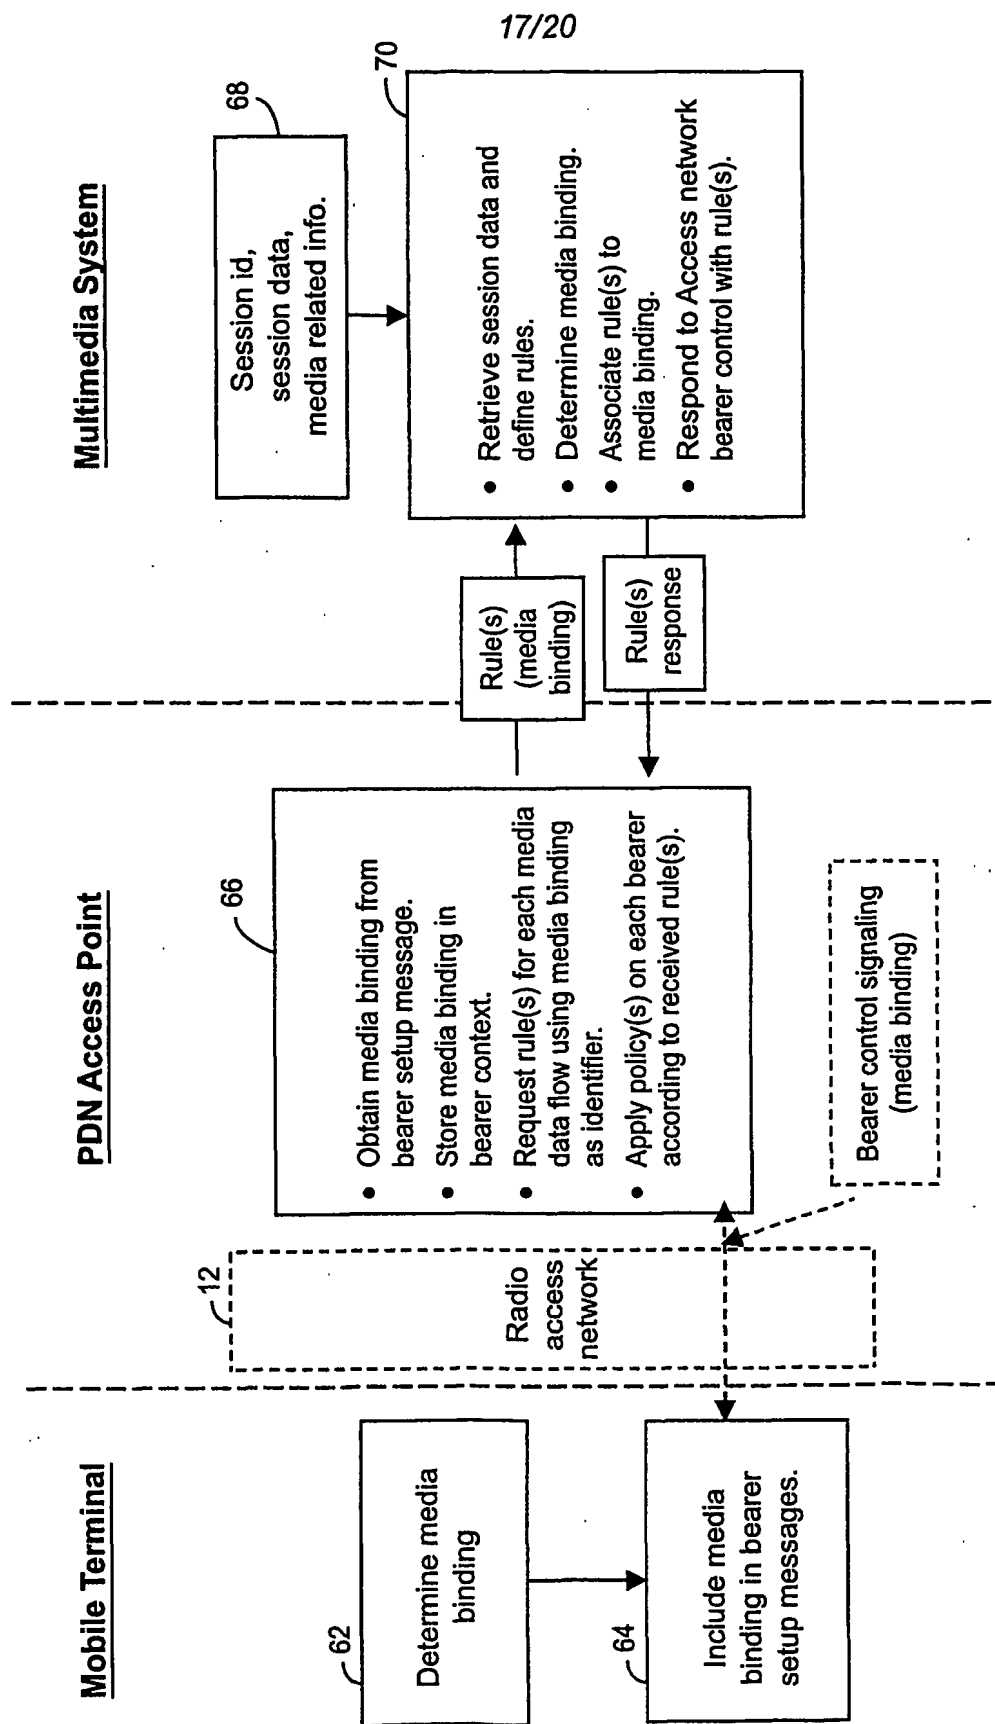 17/20
Mobile Terminal
62
Determine media
binding
64
Include media
binding in bearer
setup messages.
PDN Access Point
12
Radio
access
network
66
● Obtain media binding from
bearer setup message.
● Store media binding in
bearer context.
● Request rule(s) for each media
data flow using media binding
as identifier.
● Apply policy(s) on each bearer
according to received rule(s).
Bearer control signaling
(media binding)
Rule(s)
(media
binding)
Rule(s)
response
Multimedia System
68
Session id,
session data,
media related info.
70
● Retrieve session data and
define rules.
● Determine media binding.
● Associate rule(s) to
media binding.
● Respond to Access network
bearer control with rule(s).